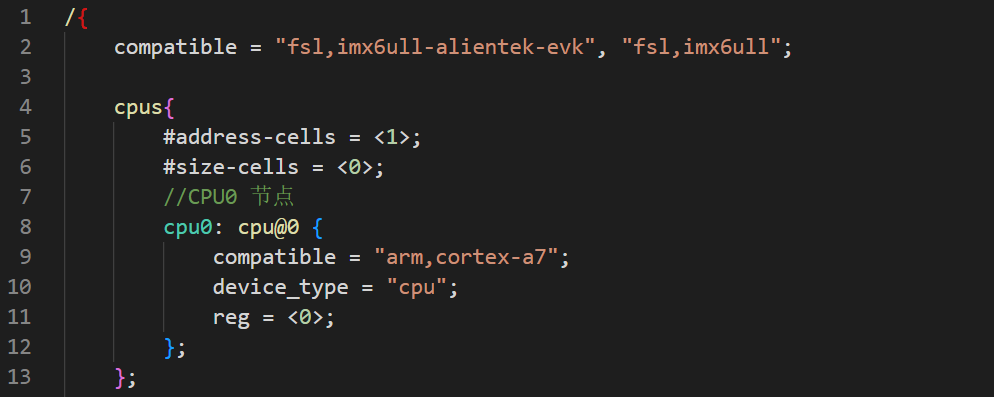 1 /{
2 compatible = "fsl,imx6ull-alientek-evk", "fsl,imx6ull";
3
4 cpus{
5 #address-cells = <1>;
6 #size-cells = <0>;
7 //CPU0 节点
8 cpu0: cpu@0 {
9 compatible = "arm,cortex-a7";
10 device_type = "cpu";
11 reg = <0>;
12 };
13 };